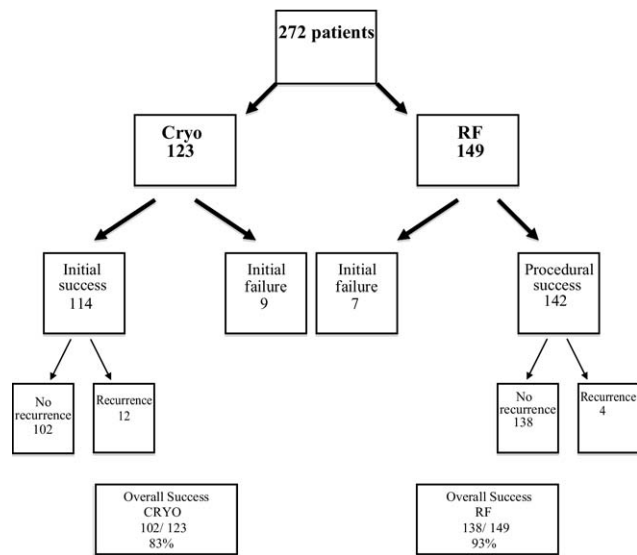 272 patients
Cryo
123
RF
149
Initial
success
114
Initial
failure
9
Initial
failure
7
Procedural
success
142
No
recurrence
102
Recurrence
12
No
recurrence
138
Recurrence
4
Overall Success
CRYO
102/ 123
83%
Overall Success
RF
138/ 149
93%